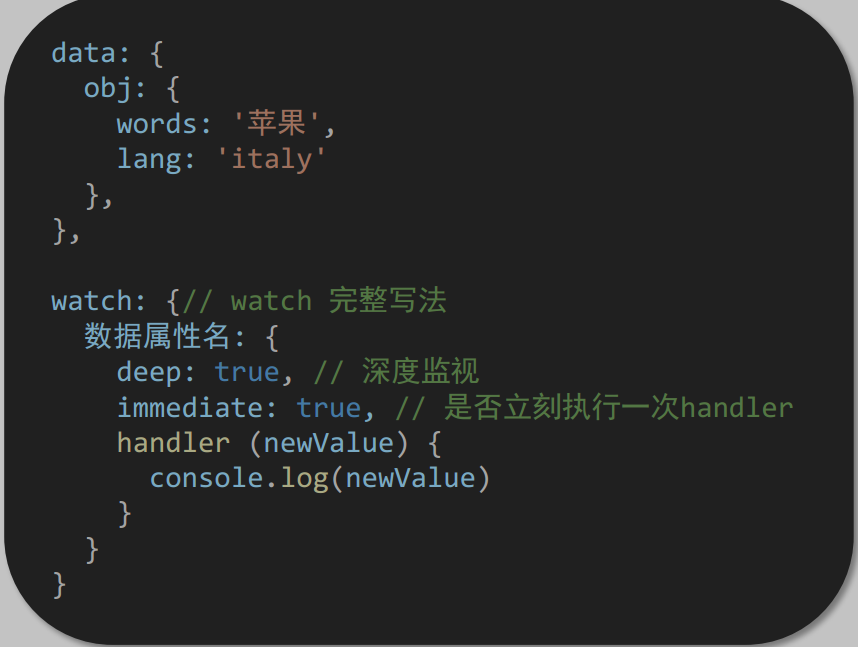 data: {
  obj: {
    words: '苹果',
    lang: 'italy'
  },
},

watch: {// watch 完整写法
  数据属性名: {
    deep: true, // 深度监视
    immediate: true, // 是否立刻执行一次handler
    handler (newValue) {
      console.log(newValue)
    }
  }
}